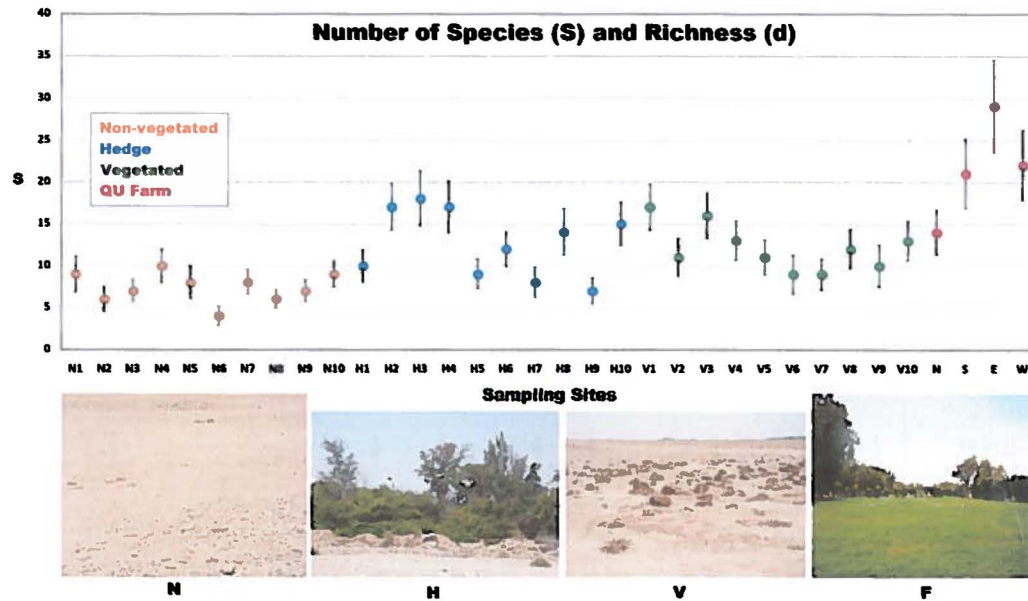 Number of Species (S) and Richness (d)
40
35
30
25
20
15
10
5
0
S
Non-vegetated
Hedge
Vegetated
QU Farm
N1 N2 N3 N4 N5 N6 N7 N8 N9 N10 H1 H2 H3 H4 H5 H6 H7 H8 H9 H10 V1 V2 V3 V4 V5 V6 V7 V8 V9 V10 N S E W
Sampling Sites
N H V F